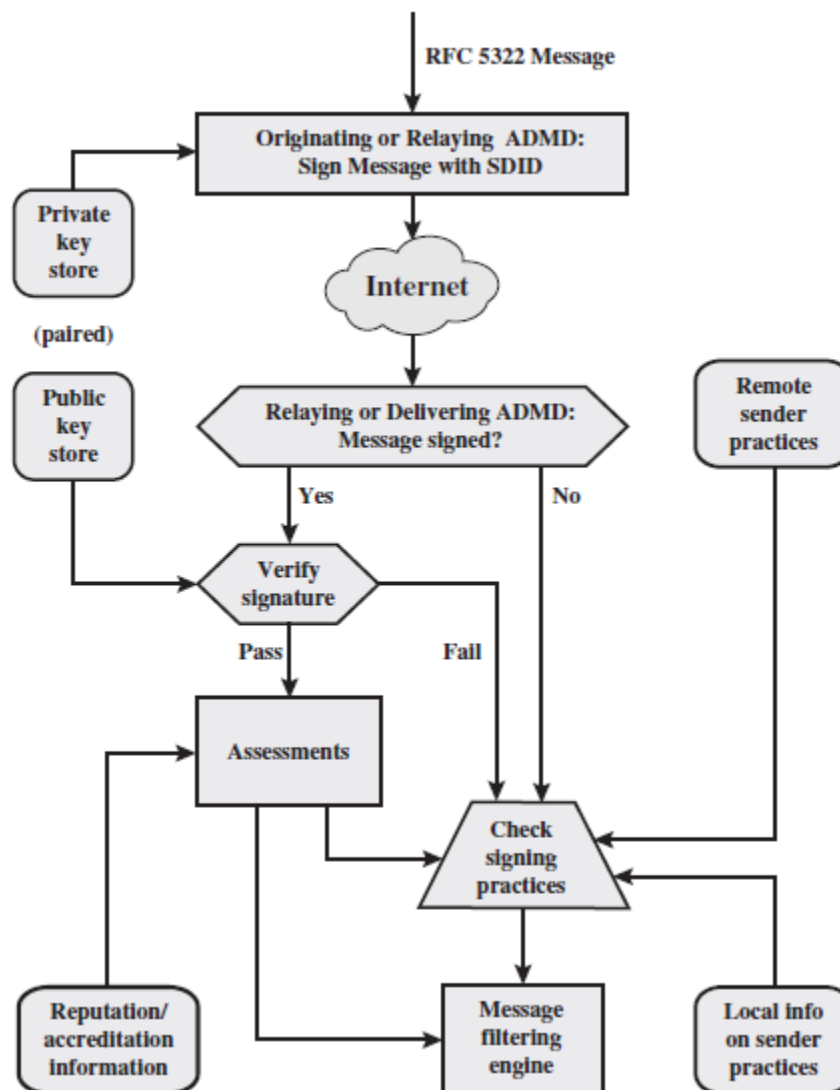 RFC 5322 Message
Originating or Relaying ADMD:
Sign Message with SDID
Private
key
store
Internet
(paired)
Public
key
store
Relaying or Delivering ADMD:
Message signed?
Remote
sender
practices
Yes
No
Verify
signature
Pass
Fail
Assessments
Check
signing
practices
Reputation/
accreditation
information
Message
filtering
engine
Local info
on sender
practices